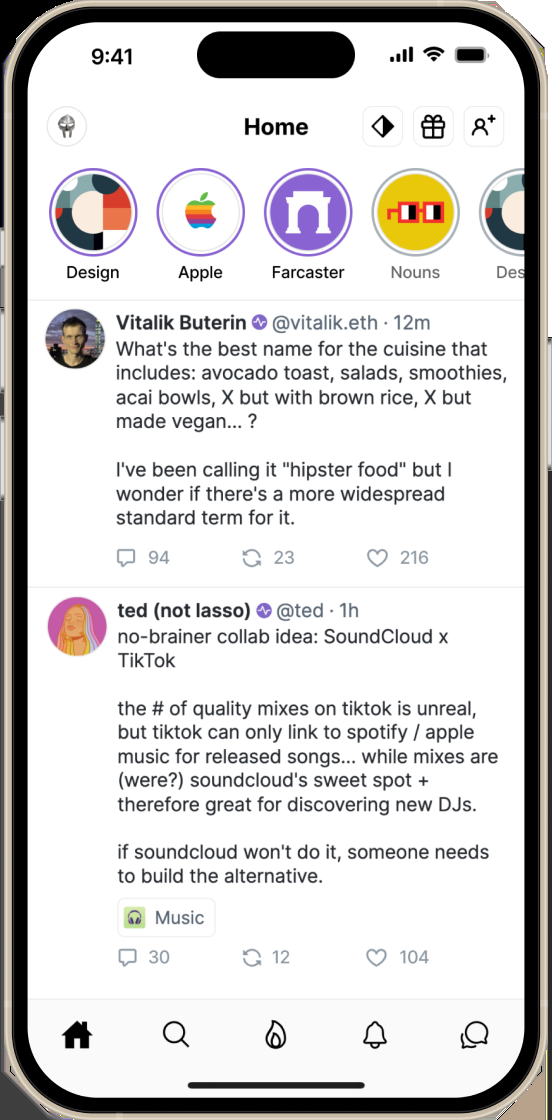 9:41
Home
Design Apple Farcaster Nouns Des
Vitalik Buterin @vitalik.eth · 12m
What's the best name for the cuisine that
includes: avocado toast, salads, smoothies,
acai bowls, X but with brown rice, X but
made vegan... ?
I've been calling it "hipster food" but I
wonder if there's a more widespread
standard term for it.
94 23 216
ted (not lasso) @ted · 1h
no-brainer collab idea: SoundCloud x
TikTok
the # of quality mixes on tiktok is unreal,
but tiktok can only link to spotify / apple
music for released songs... while mixes are
(were?) soundcloud's sweet spot +
therefore great for discovering new DJs.
if soundcloud won't do it, someone needs
to build the alternative.
Music
30 12 104